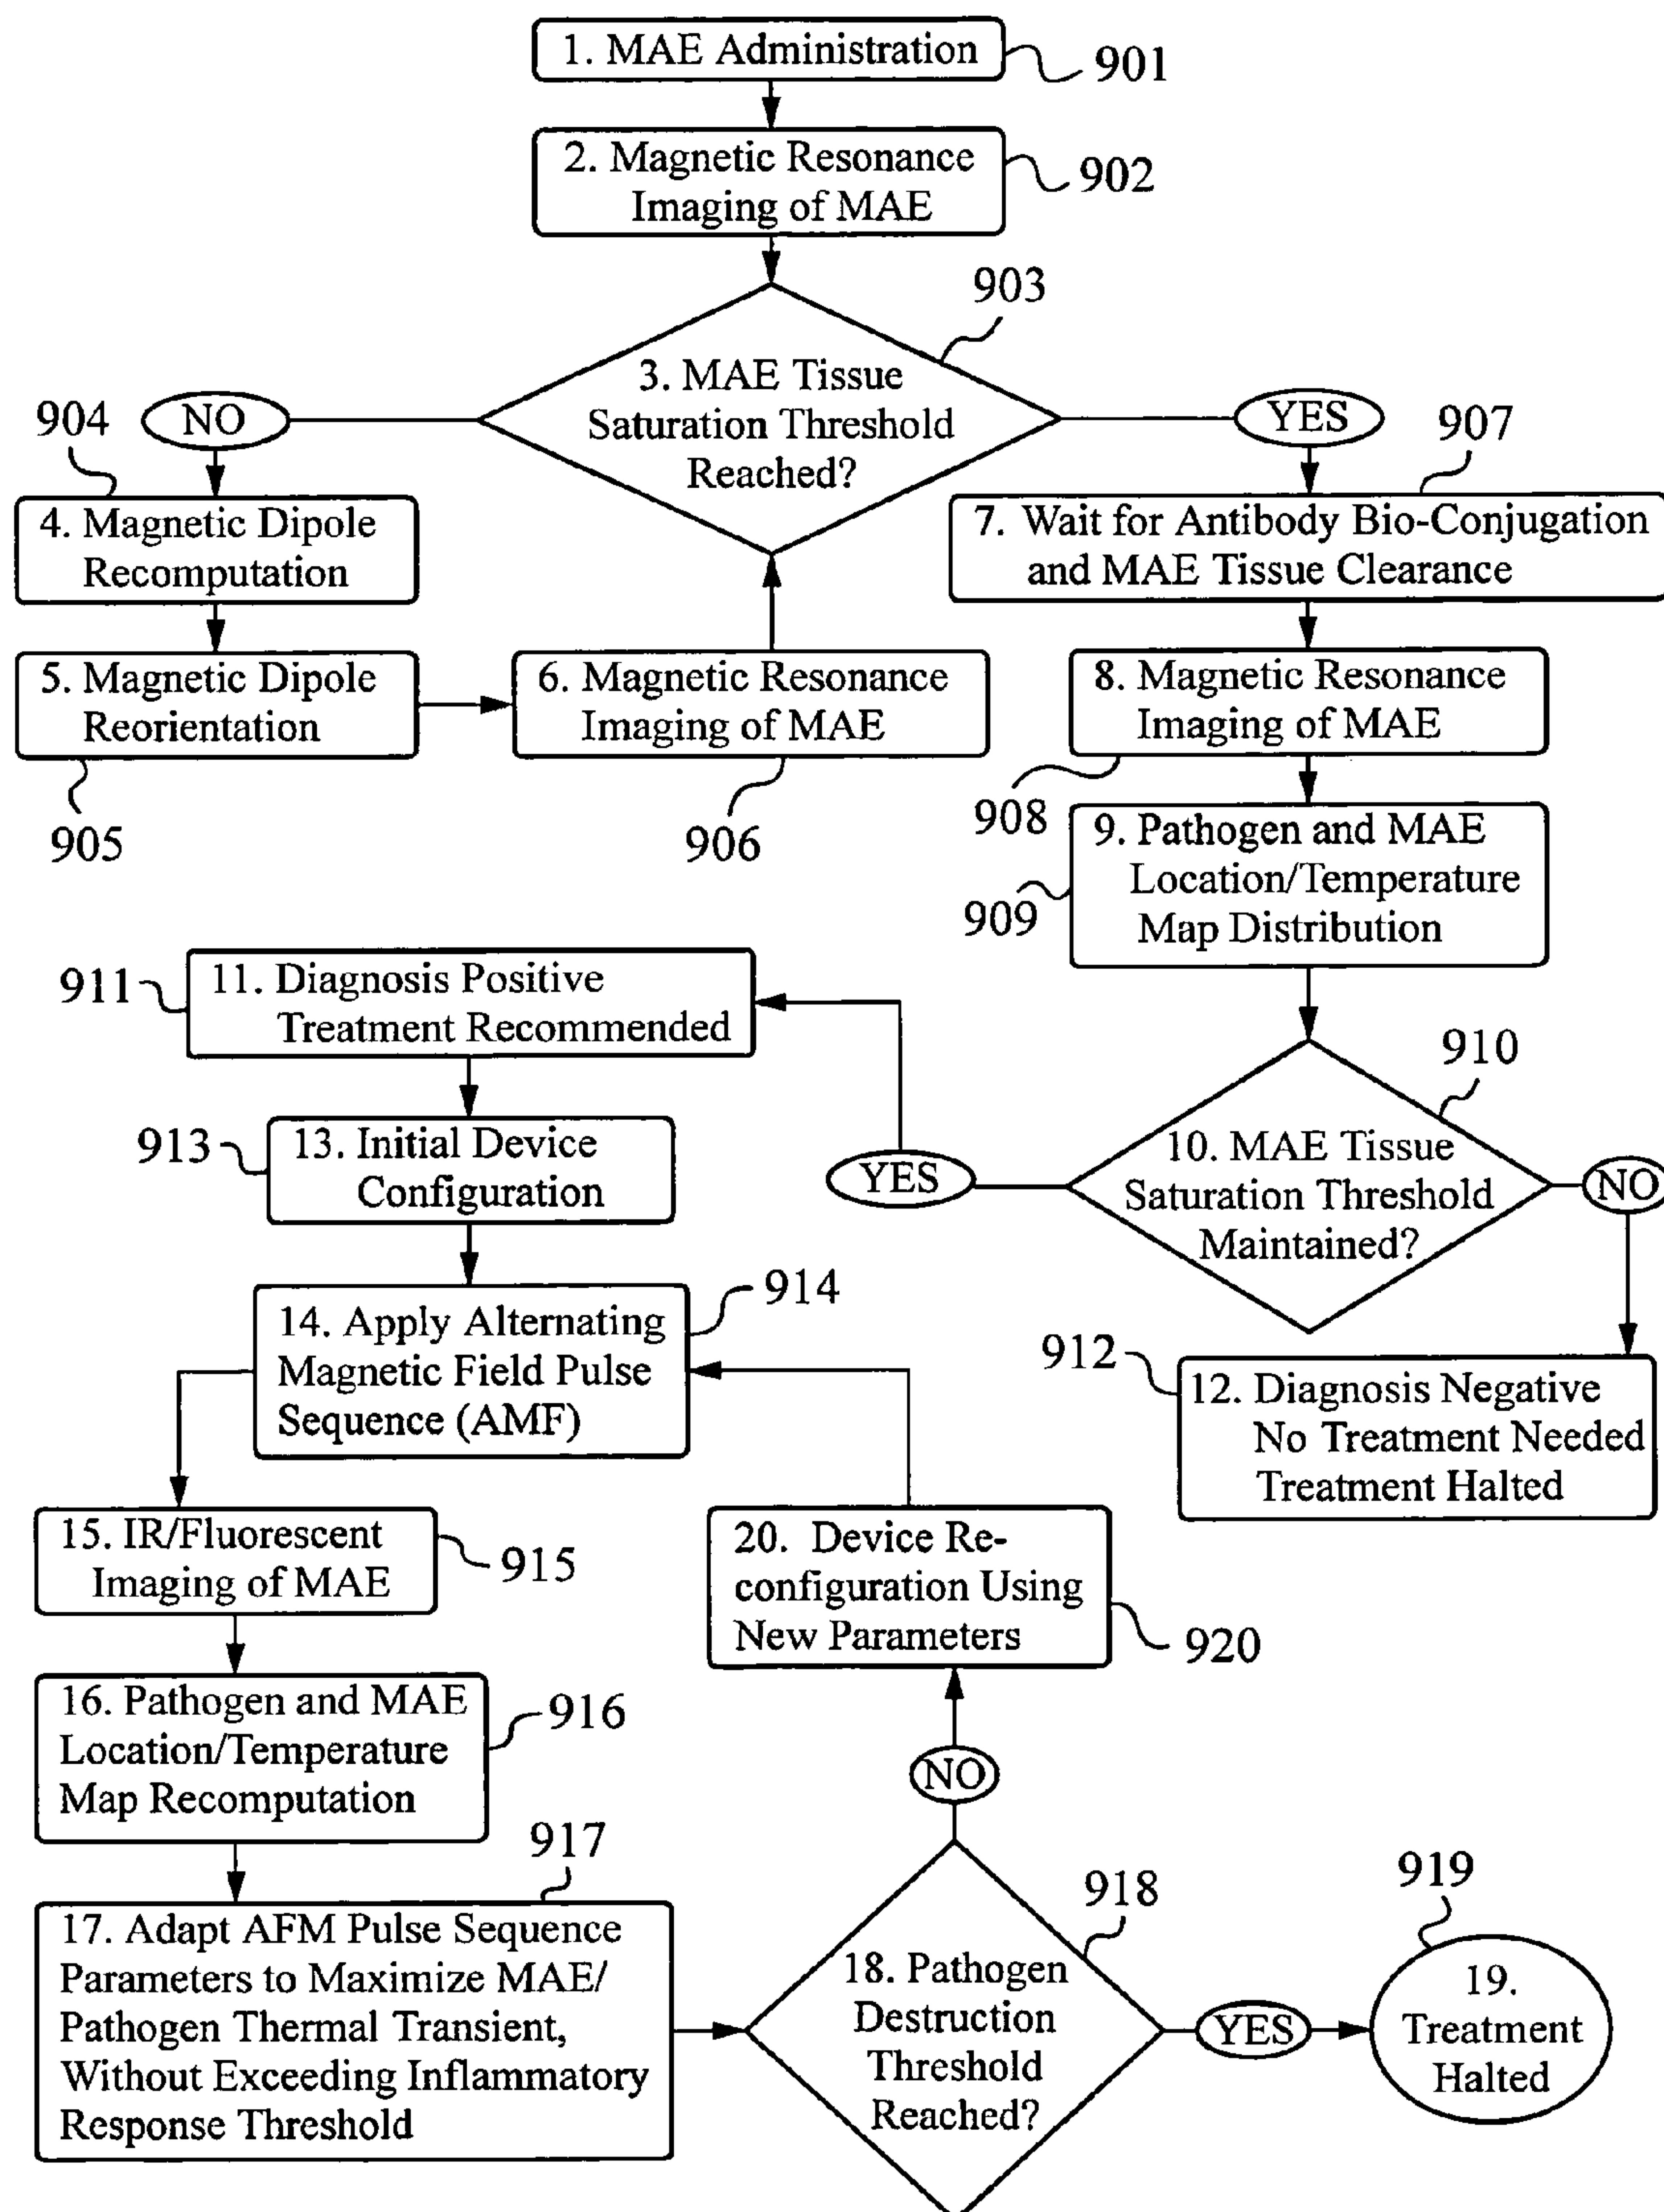 1. MAE Administration
901
2. Magnetic Resonance
Imaging of MAE
902
903
3. MAE Tissue
Saturation Threshold
Reached?
NO
YES
904
907
4. Magnetic Dipole
Recomputation
7. Wait for Antibody Bio-Conjugation
and MAE Tissue Clearance
5. Magnetic Dipole
Reorientation
905
6. Magnetic Resonance
Imaging of MAE
906
8. Magnetic Resonance
Imaging of MAE
908
9. Pathogen and MAE
Location/Temperature
Map Distribution
909
910
10. MAE Tissue
Saturation Threshold
Maintained?
YES
NO
911
11. Diagnosis Positive
Treatment Recommended
912
12. Diagnosis Negative
No Treatment Needed
Treatment Halted
913
13. Initial Device
Configuration
914
14. Apply Alternating
Magnetic Field Pulse
Sequence (AMF)
15. IR/Fluorescent
Imaging of MAE
915
16. Pathogen and MAE
Location/Temperature
Map Recomputation
916
917
17. Adapt AFM Pulse Sequence
Parameters to Maximize MAE/
Pathogen Thermal Transient,
Without Exceeding Inflammatory
Response Threshold
20. Device Re-
configuration Using
New Parameters
920
NO
918
18. Pathogen
Destruction
Threshold
Reached?
YES
919
19.
Treatment
Halted